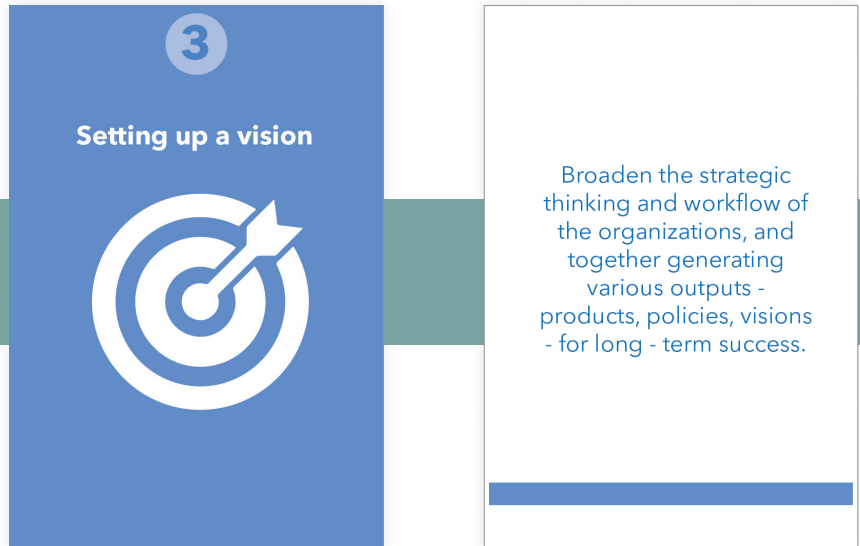 3
Setting up a vision
Broaden the strategic
thinking and workflow of
the organizations, and
together generating
various outputs -
products, policies, visions
- for long - term success.